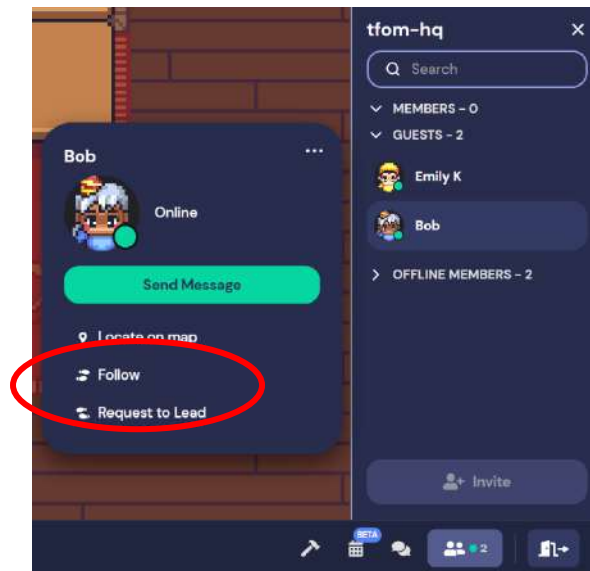 tfom-hq
Search
MEMBERS - 0
GUESTS - 2
Emily K
Bob
OFFLINE MEMBERS - 2
Invite
Bob
Online
Send Message
Locate on map
Follow
Request to Lead
BETA
2